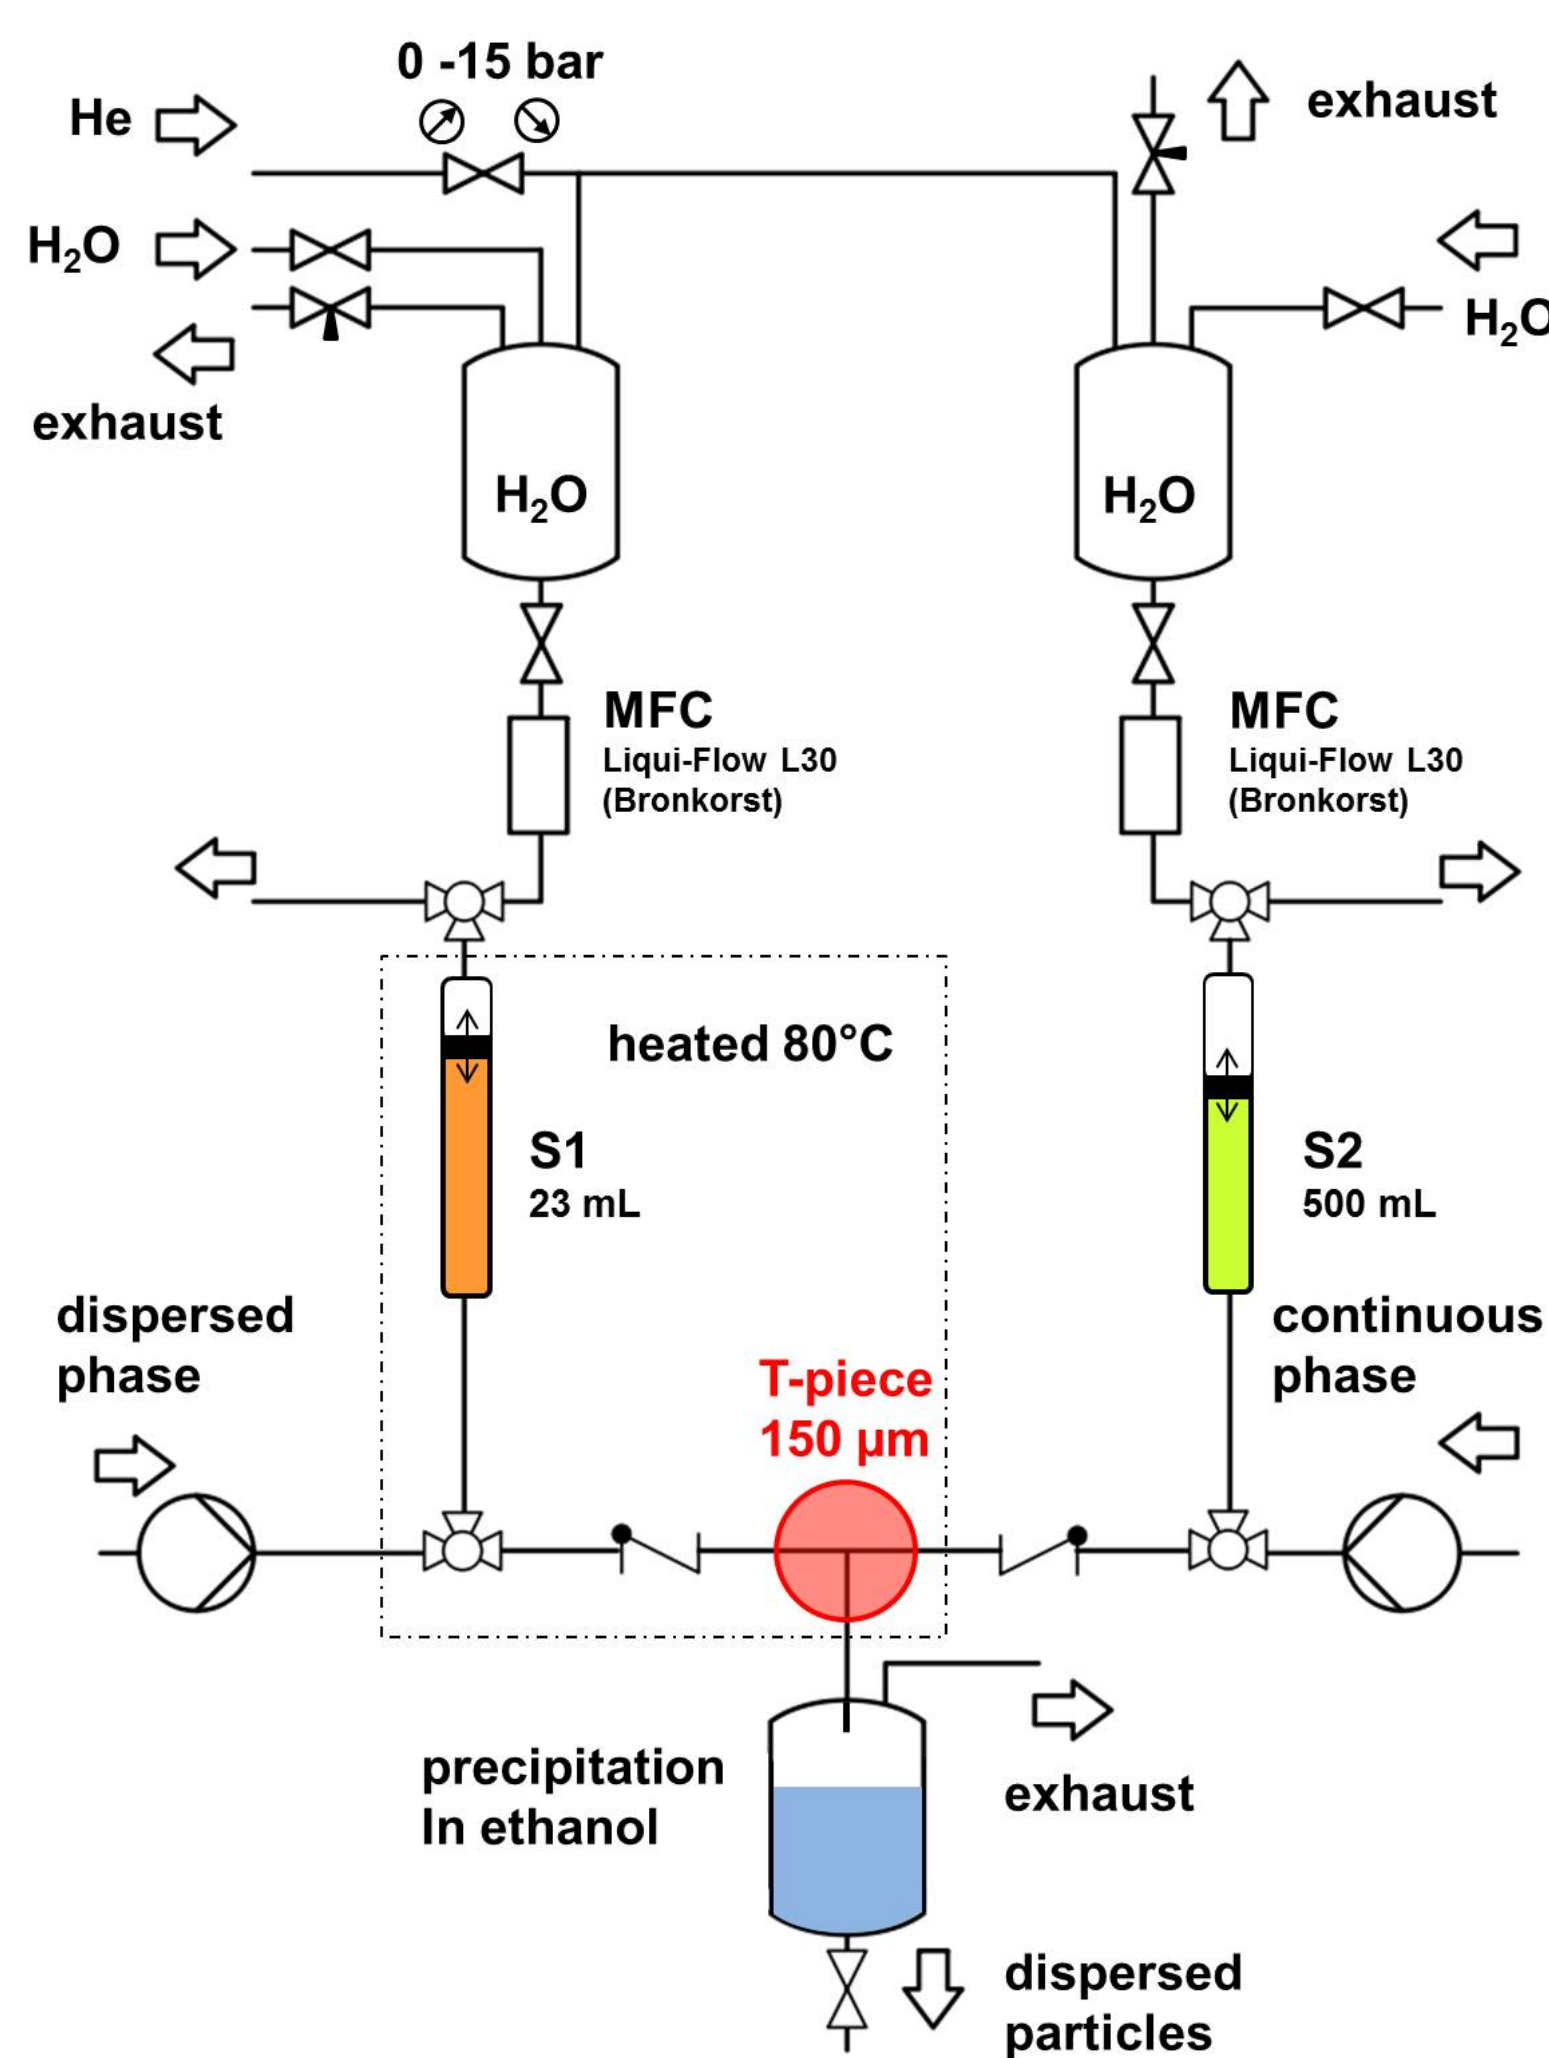 0 -15 bar
He
exhaust
H₂O
H₂O
exhaust
H₂O
H₂O
MFC
Liqui-Flow L30
(Bronkorst)
MFC
Liqui-Flow L30
(Bronkorst)
heated 80°C
S1
23 mL
S2
500 mL
dispersed
phase
T-piece
150 µm
continuous
phase
precipitation
In ethanol
exhaust
dispersed
particles